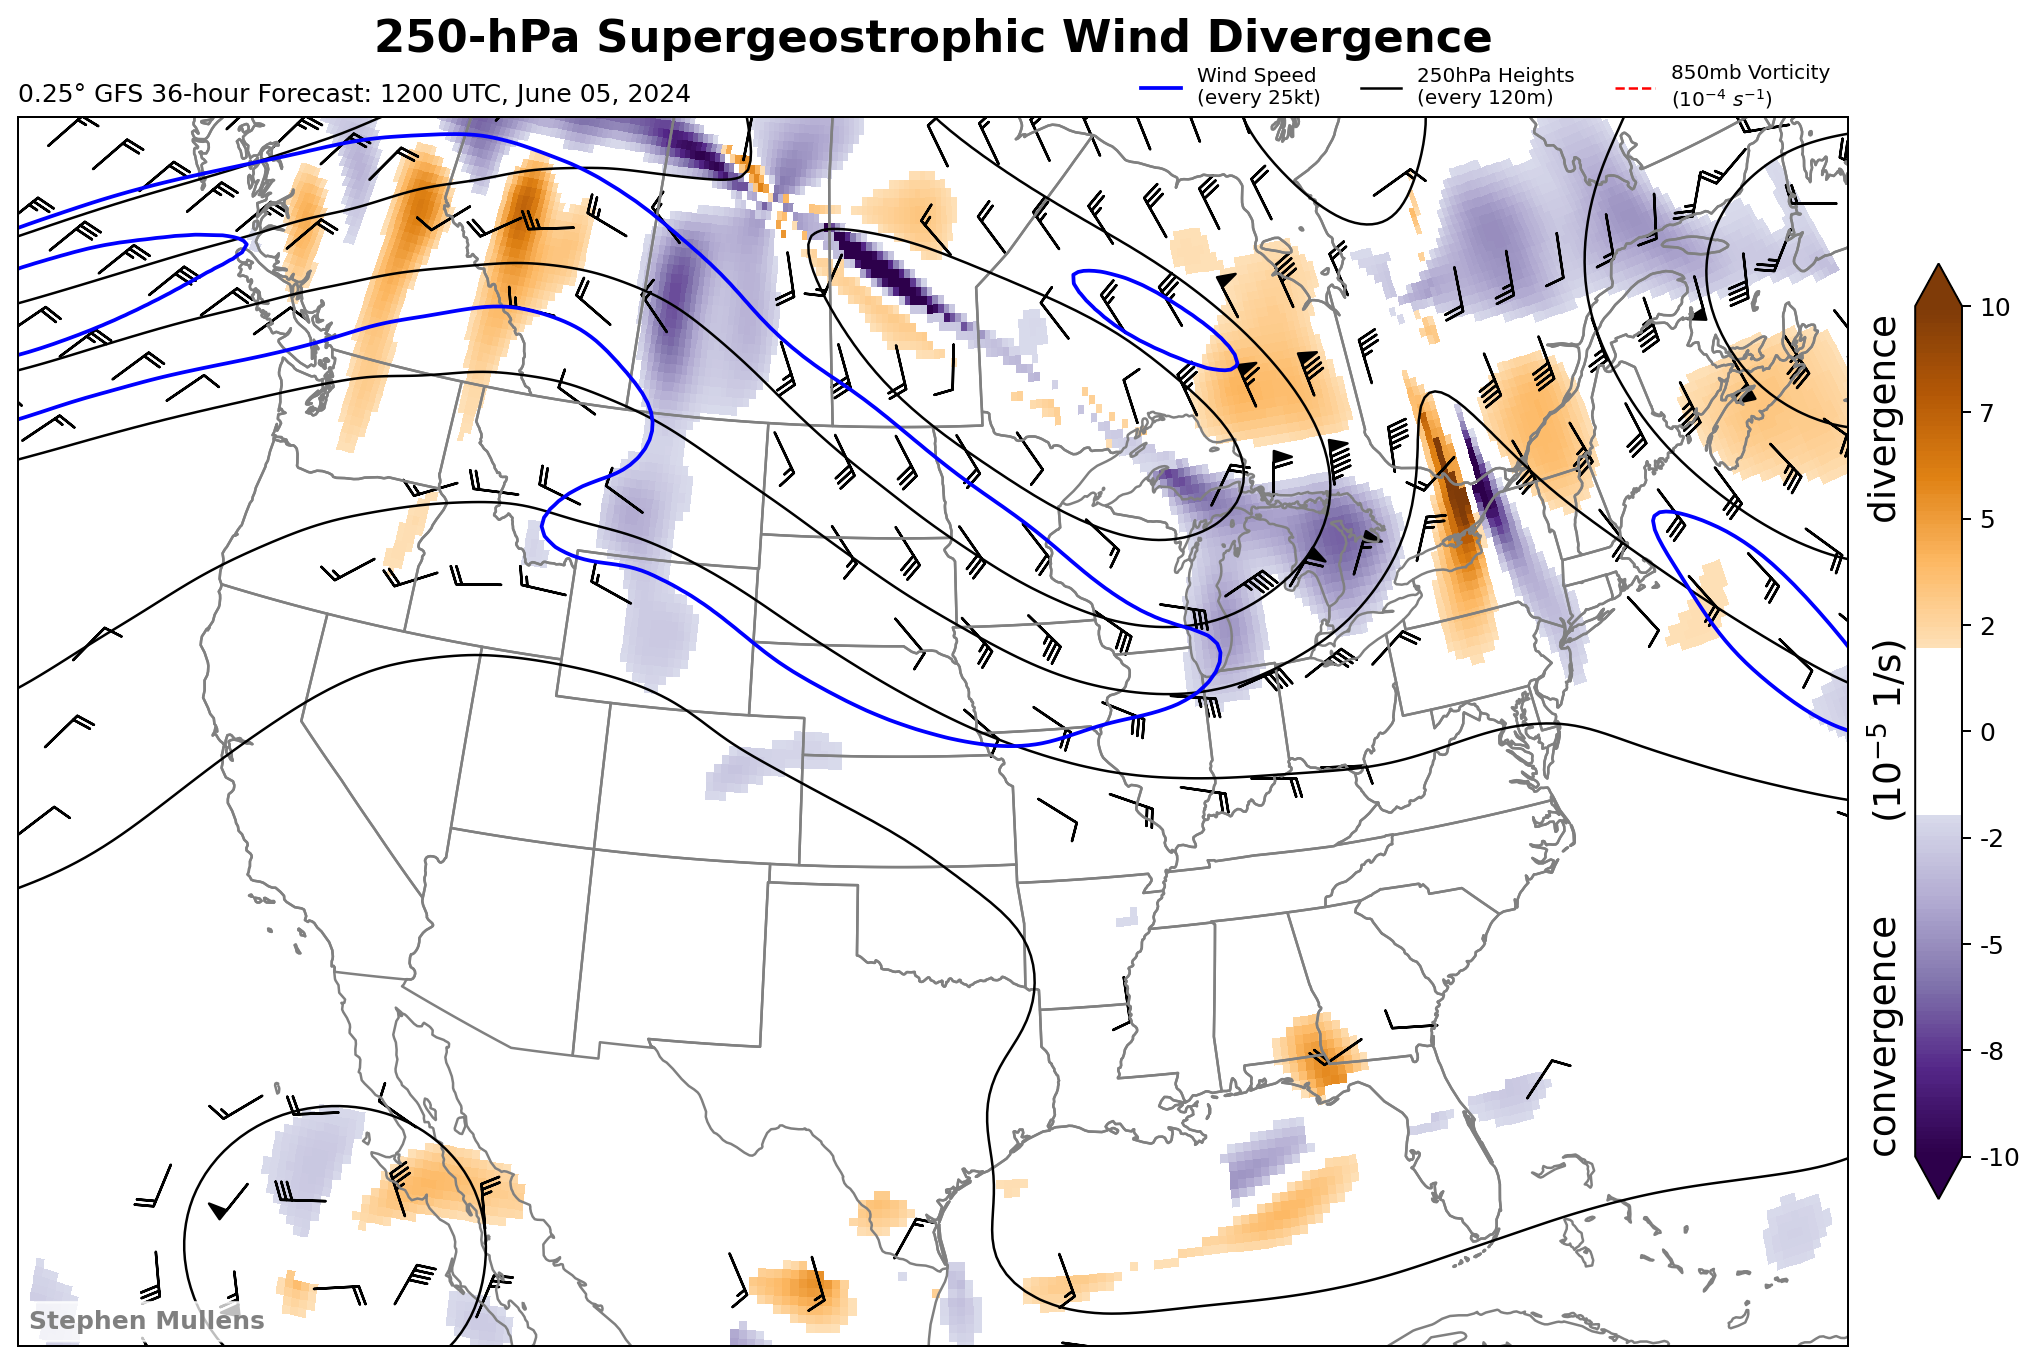 250-hPa Supergeostrophic Wind Divergence
0.25° GFS 36-hour Forecast: 1200 UTC, June 05, 2024
Wind Speed
(every 25kt)
250hPa Heights
(every 120m)
850mb Vorticity
(10⁻⁴ s⁻¹)
10
7
5
2
0
-2
-5
-8
-10
convergence (10⁻⁵ 1/s) divergence
Stephen Mullens